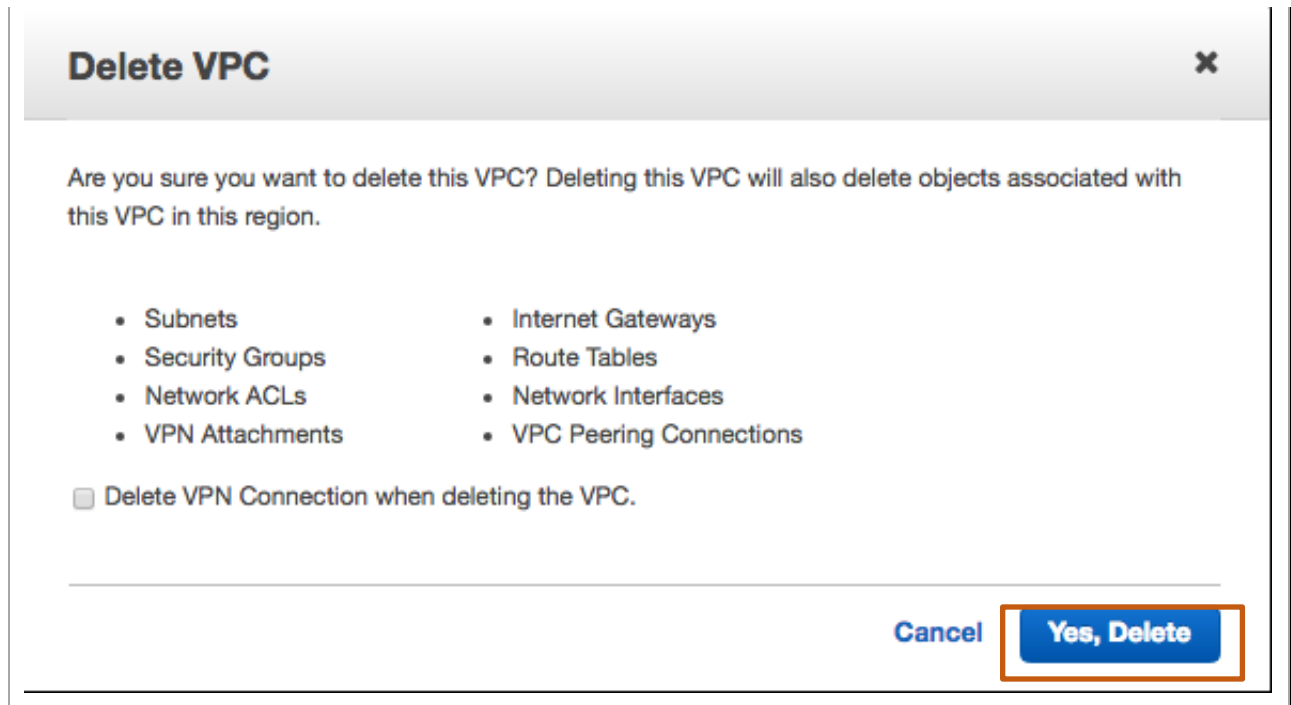 Delete VPC
Are you sure you want to delete this VPC? Deleting this VPC will also delete objects associated with
this VPC in this region.
Subnets
Security Groups
Network ACLs
VPN Attachments
Internet Gateways
Route Tables
Network Interfaces
VPC Peering Connections
Delete VPN Connection when deleting the VPC.
Cancel
Yes, Delete